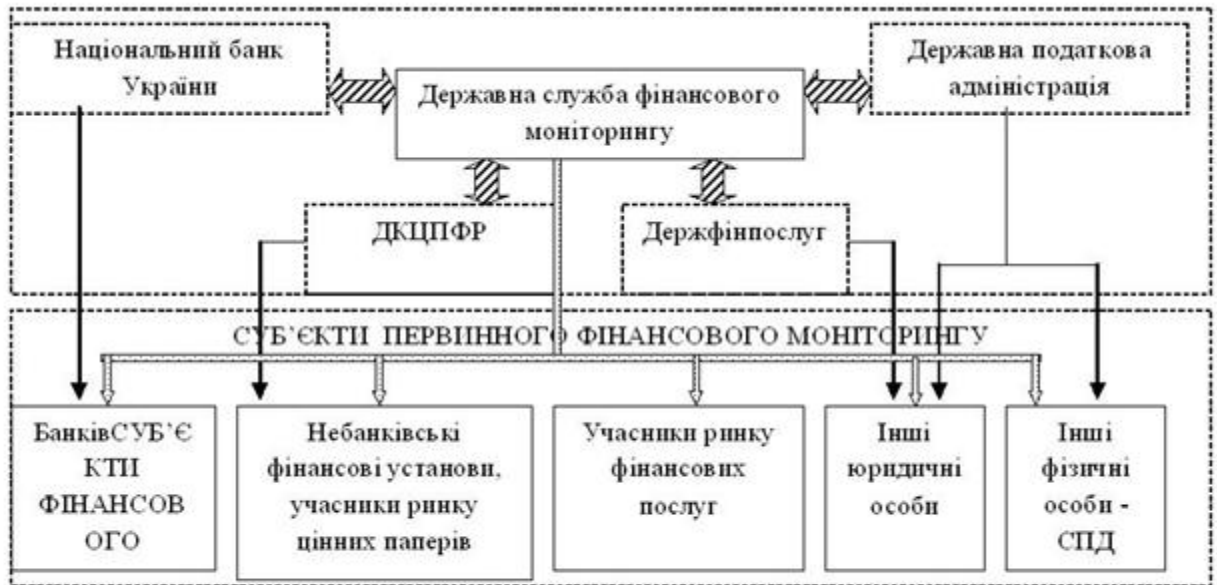 Національний банк
України
Державна служба фінансового
моніторингу
Державна податкова
адміністрація
ДКЦПФР
Держфінпослуг
СУБ'ЄКТИ ПЕРВИННОГО ФІНАНСОВОГО МОНІТОРИНГУ
БанківСУБ'Є
КТИ
ФІНАНСОВ
ОГО
Небанківські
фінансові установи,
учасники ринку
цінних паперів
Учасники ринку
фінансових
послуг
Інші
юридичні
особи
Інші
фізичні
особи -
СПД